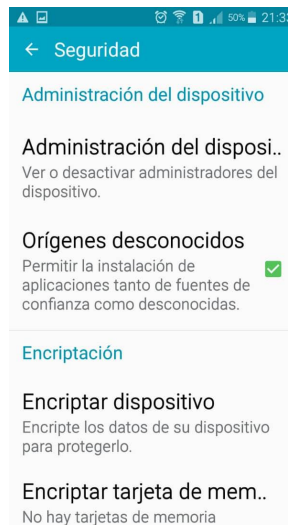 1 50% 21:33
← Seguridad
Administración del dispositivo
Administración del disposi..
Ver o desactivar administradores del
dispositivo.
Orígenes desconocidos
Permitir la instalación de
aplicaciones tanto de fuentes de
confianza como desconocidas.
Encriptación
Encriptar dispositivo
Encripte los datos de su dispositivo
para protegerlo.
Encriptar tarjeta de mem..
No hay tarjetas de memoria